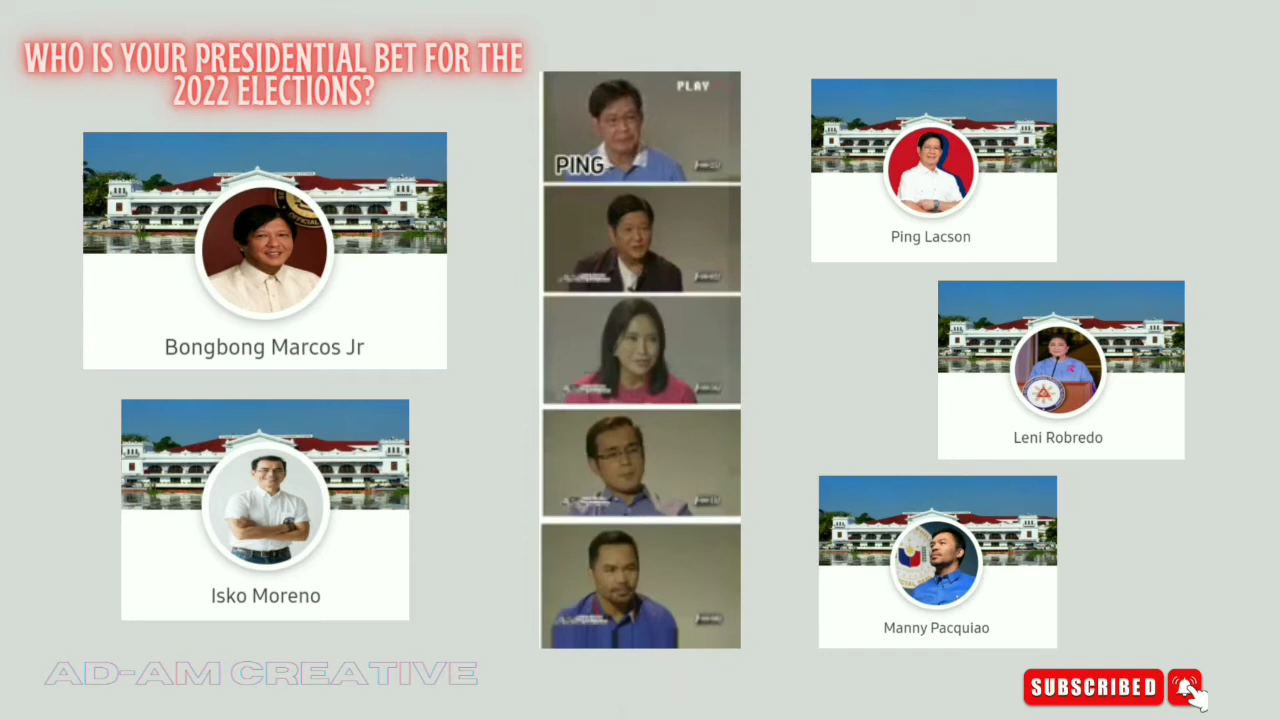 WHO IS YOUR PRESIDENTIAL BET FOR THE
2022 ELECTIONS?
Bongbong Marcos Jr
Isko Moreno
PLAY
PING
Ping Lacson
Leni Robredo
Manny Pacquiao
AD-AM CREATIVE
SUBSCRIBED